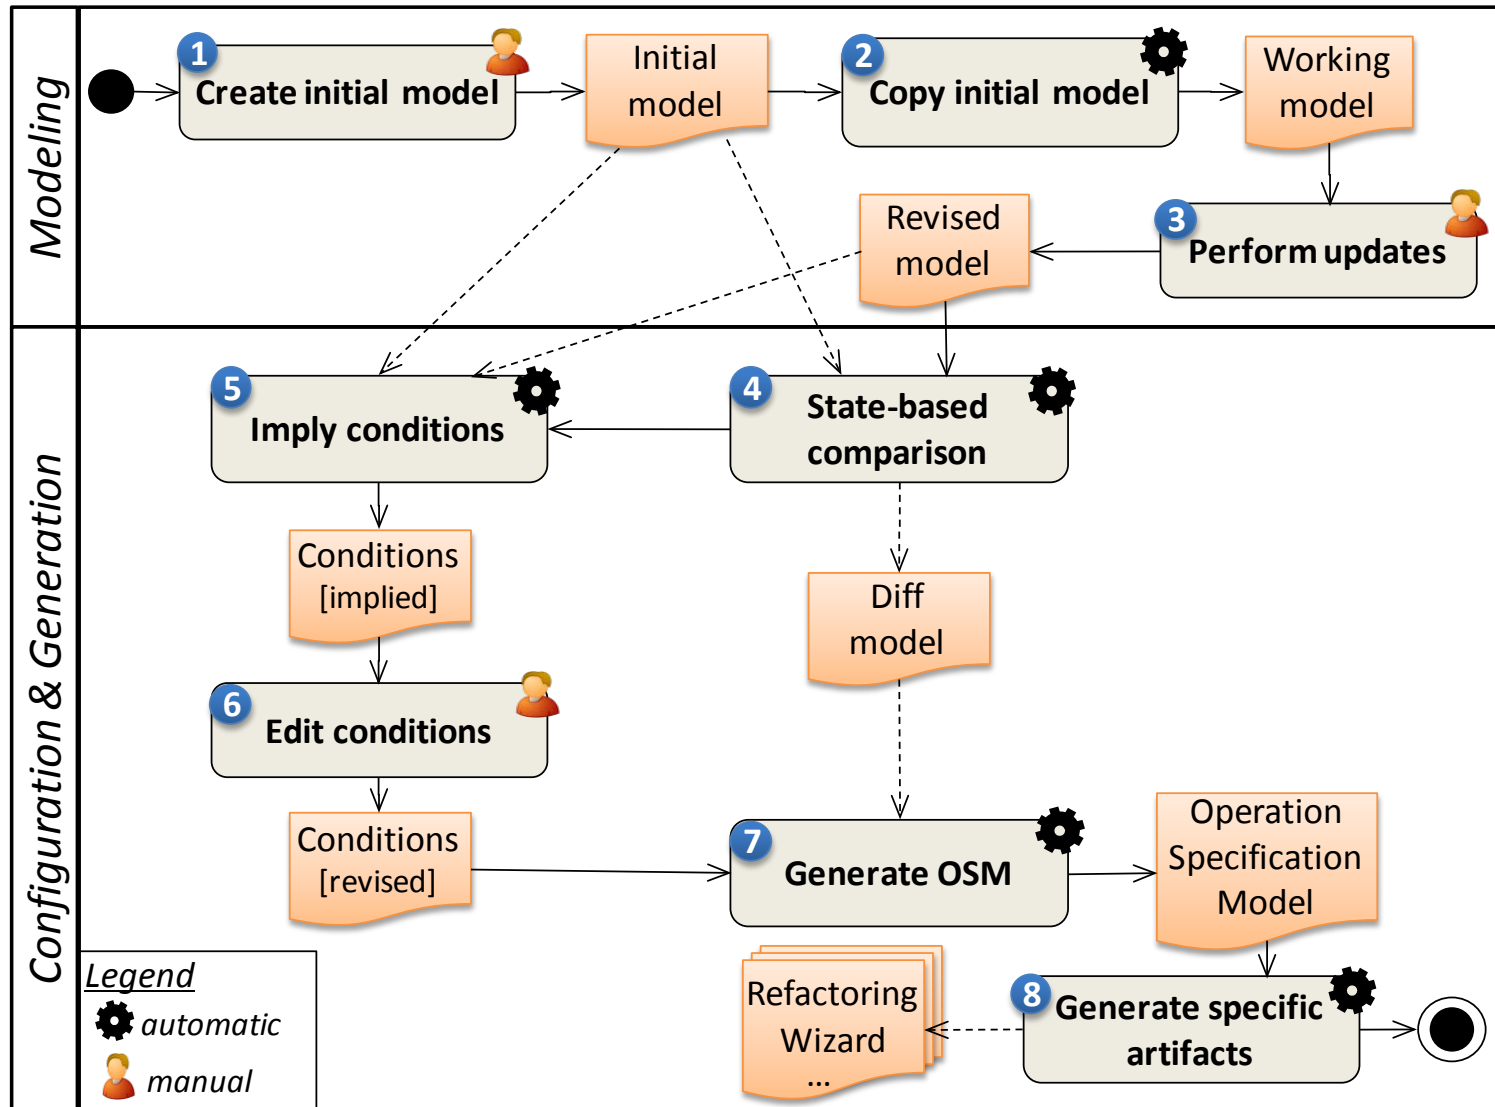 Modeling
1
Create initial model
Initial
model
2
Copy initial model
Working
model
3
Perform updates
Revised
model
Configuration & Generation
4
State-based
comparison
5
Imply conditions
Conditions
[implied]
Diff
model
6
Edit conditions
Conditions
[revised]
7
Generate OSM
Operation
Specification
Model
8
Generate specific
artifacts
Refactoring
Wizard
...
Legend
automatic
manual